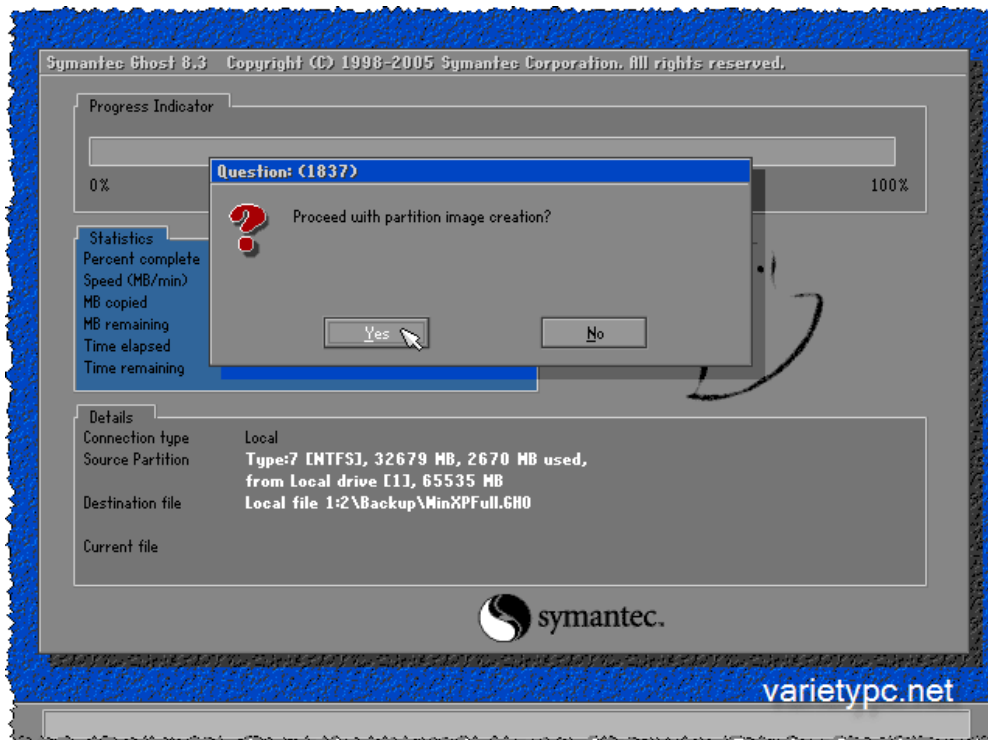 Symantec Ghost 8.3 Copyright (C) 1998-2005 Symantec Corporation. All rights reserved.
Progress Indicator
0%
100%
Question: (1837)
Proceed with partition image creation?
Yes
No
Statistics
Percent complete
Speed (MB/min)
MB copied
MB remaining
Time elapsed
Time remaining
Details
Connection type Local
Source Partition Type:7 [NTFS], 32679 MB, 2670 MB used,
from Local drive [1], 65535 MB
Destination file Local file 1:2\Backup\MinXPFull.GHO
Current file
symantec.
varietypc.net